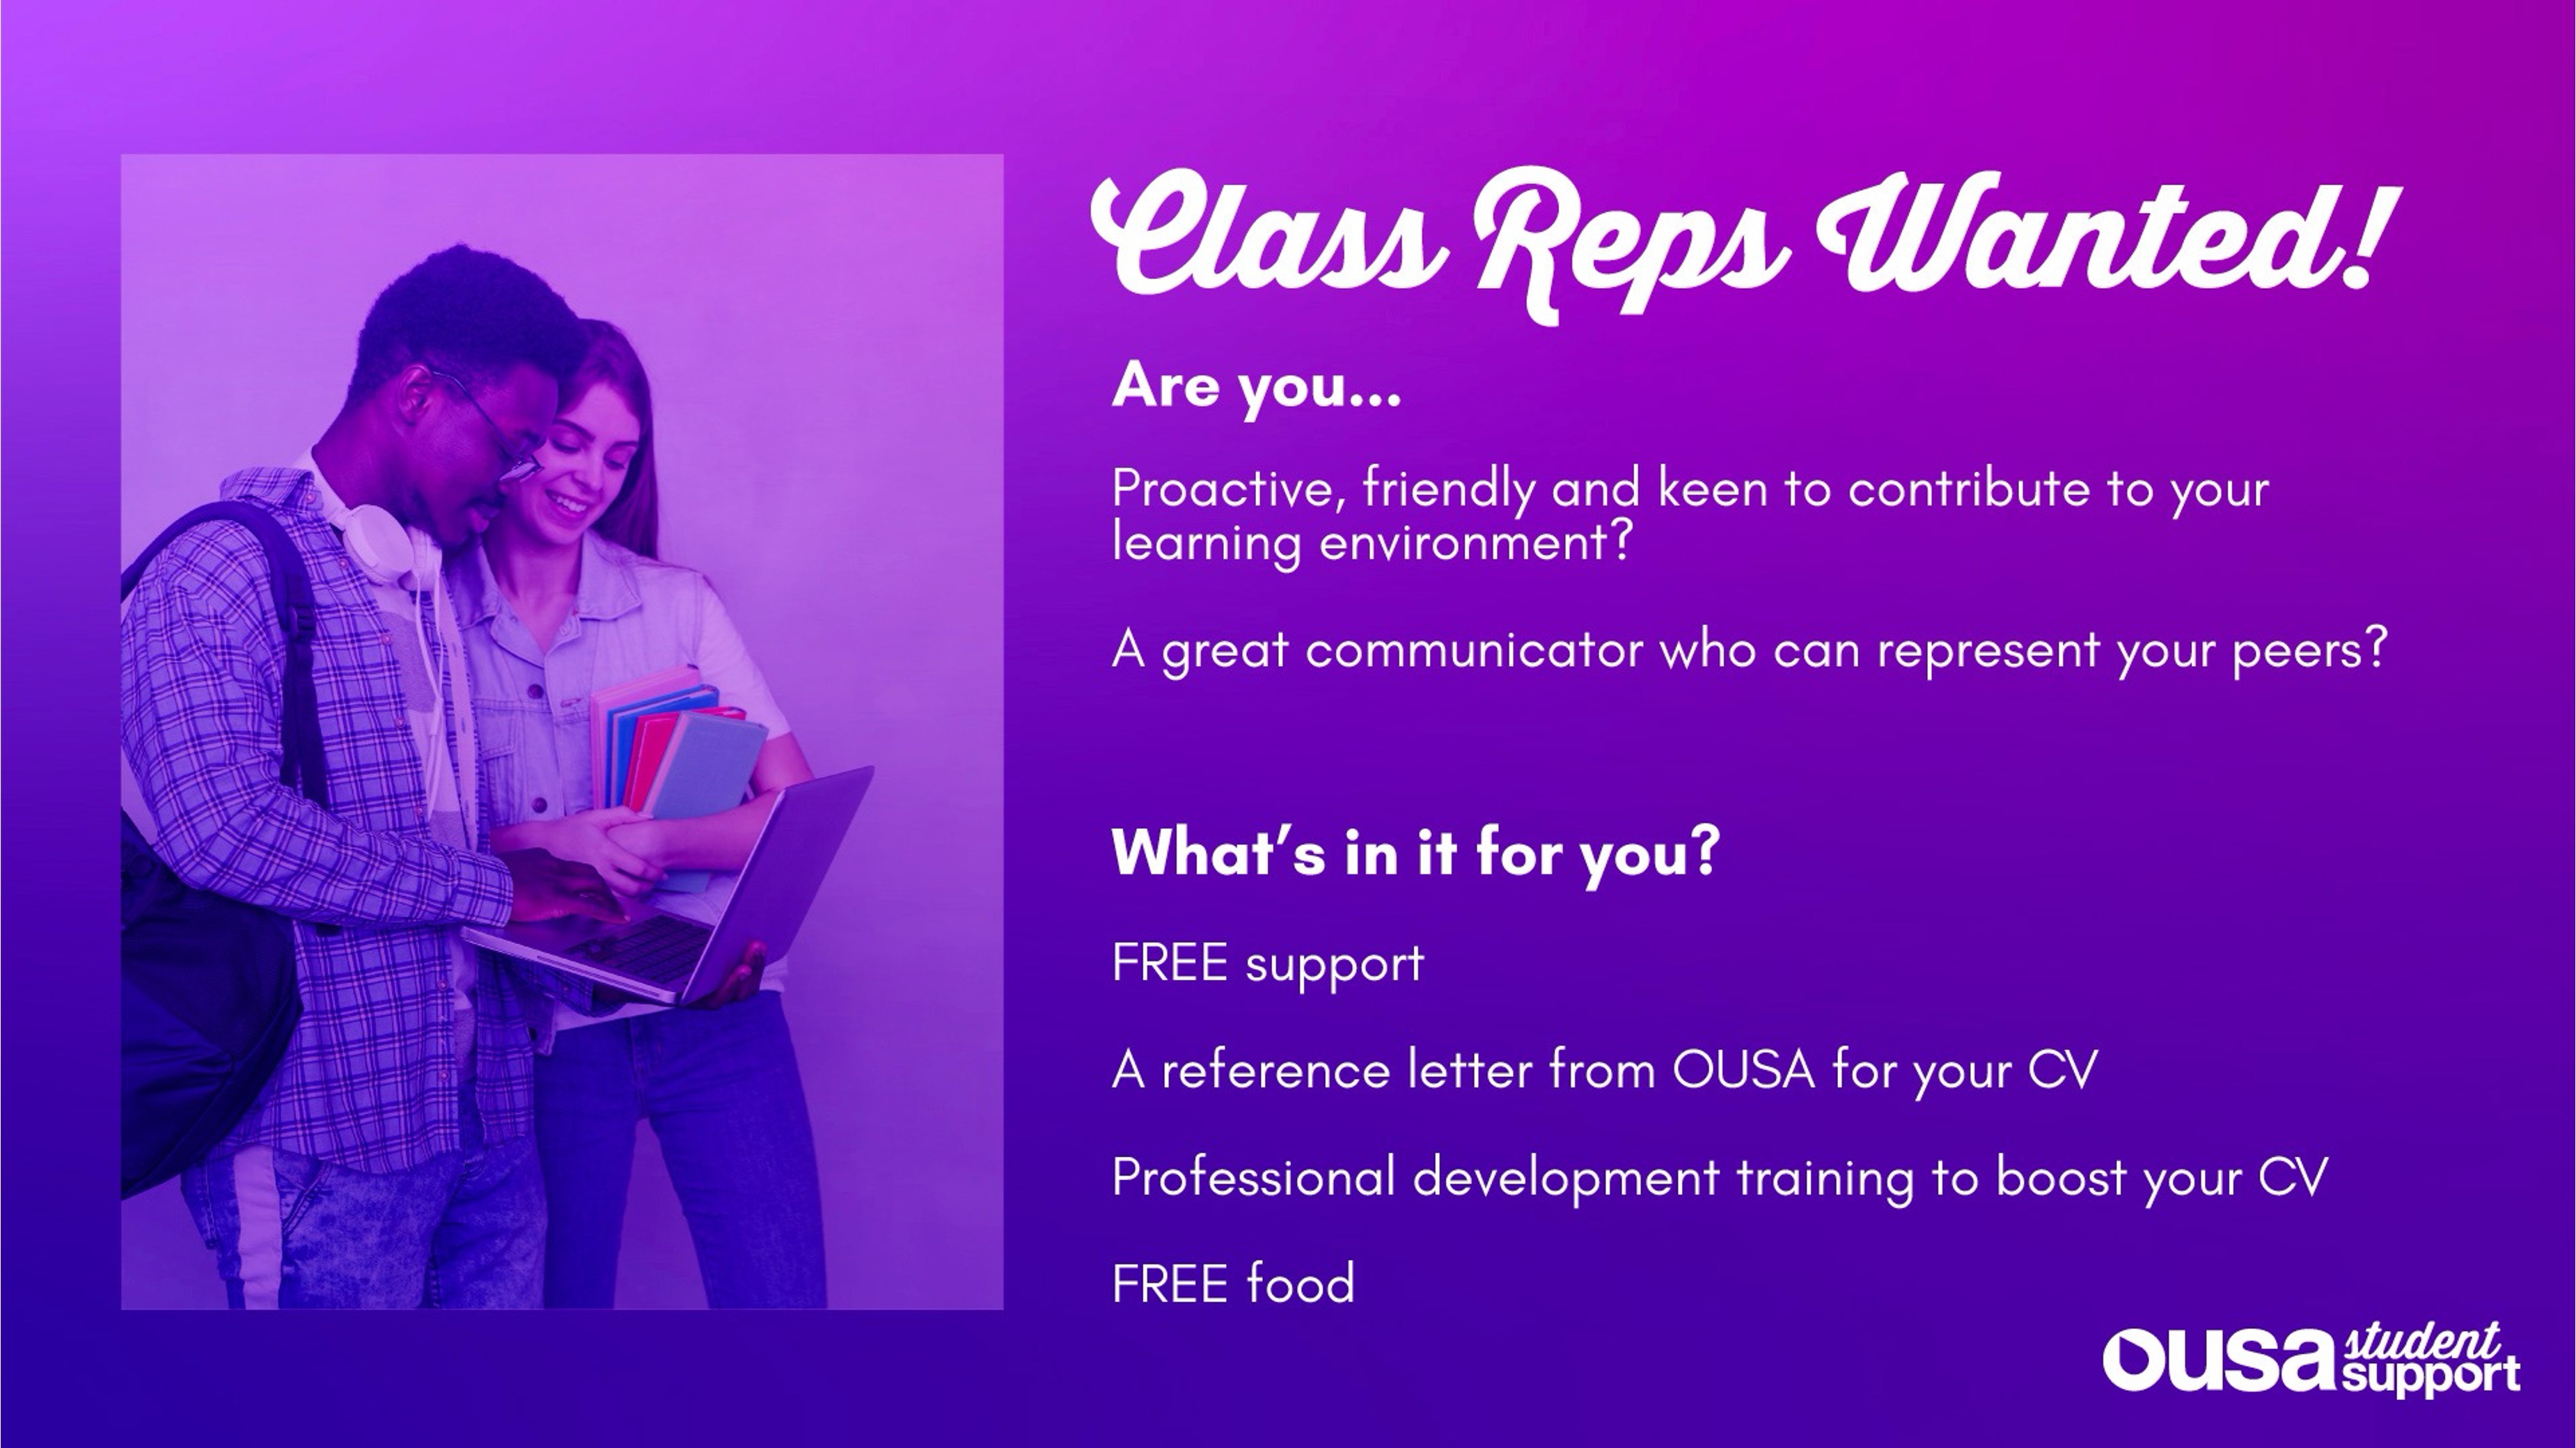 Class Reps Wanted!
Are you...
Proactive, friendly and keen to contribute to your
learning environment?
A great communicator who can represent your peers?
What's in it for you?
FREE support
A reference letter from OUSA for your CV
Professional development training to boost your CV
FREE food
ousa student
support